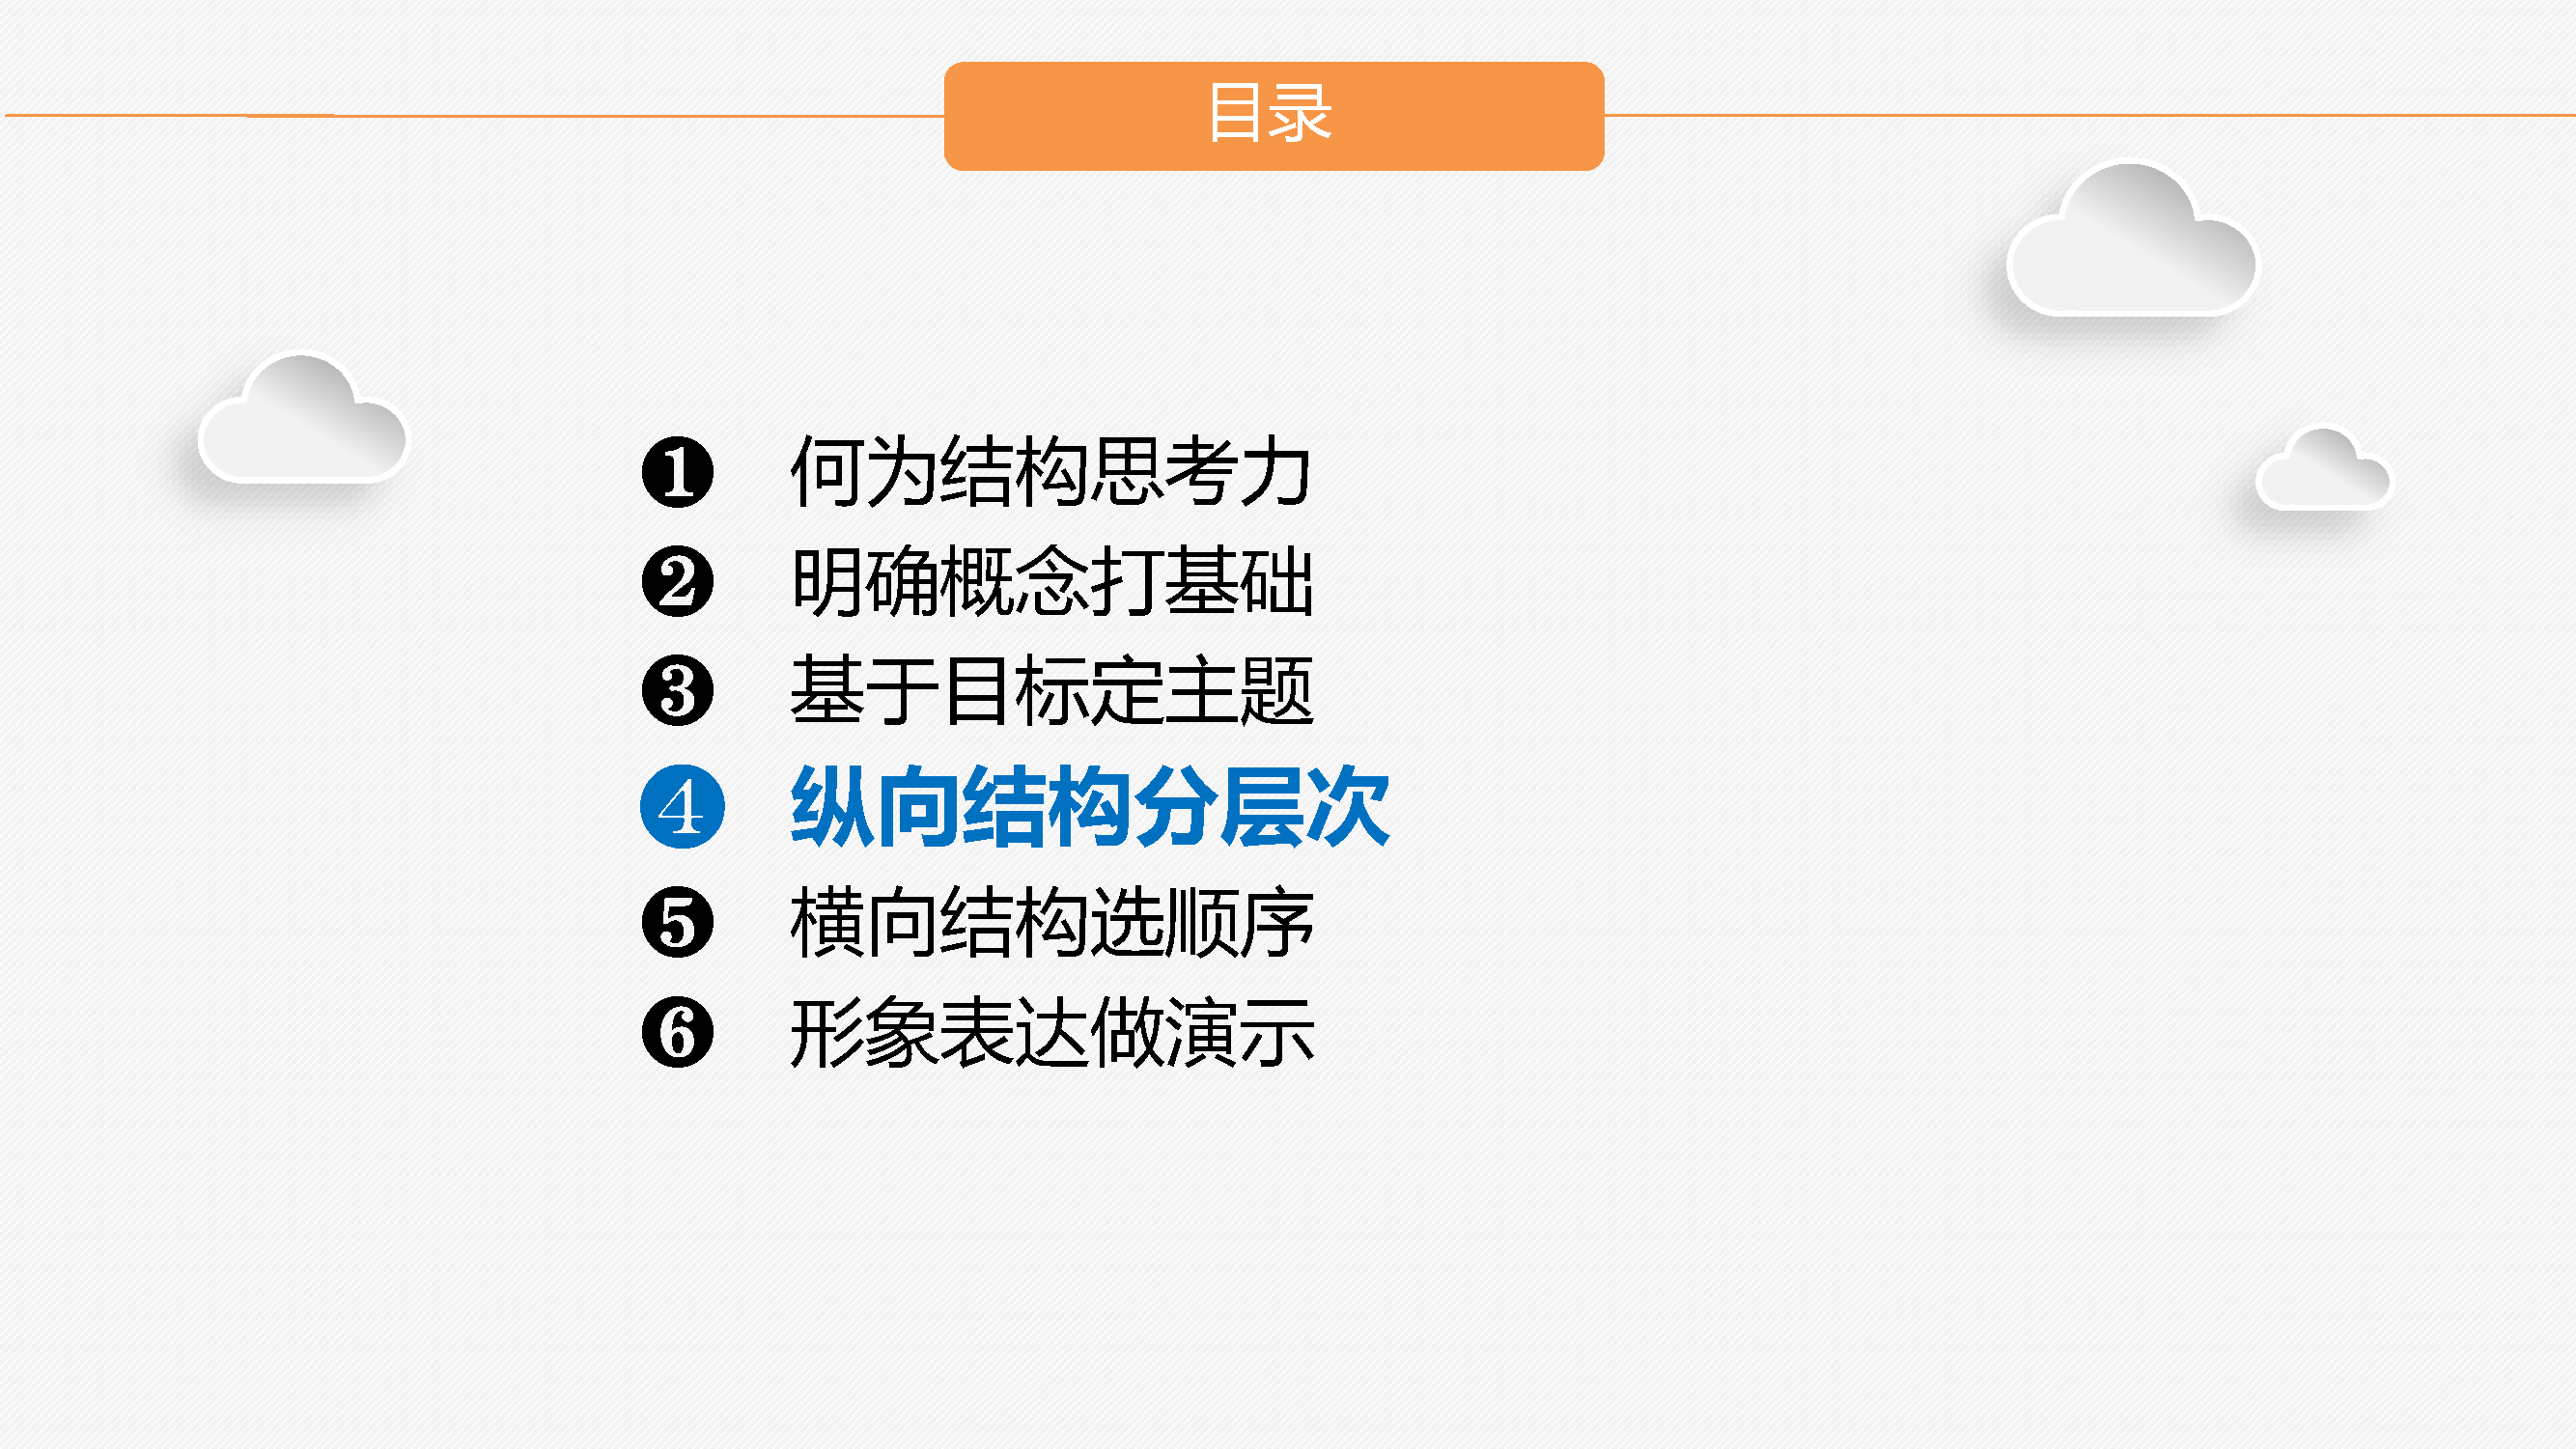 目录
❶ 何为结构思考力
❷ 明确概念打基础
❸ 基于目标定主题
❹ 纵向结构分层次
❺ 横向结构选顺序
❻ 形象表达做演示